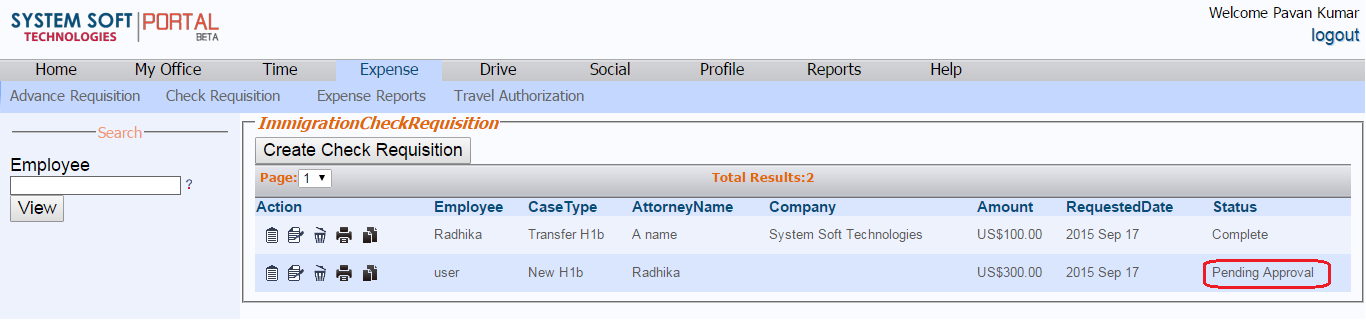 SYSTEM SOFT PORTAL
TECHNOLOGIES BETA
Welcome Pavan Kumar
logout
Home My Office Time Expense Drive Social Profile Reports Help
Advance Requisition Check Requisition Expense Reports Travel Authorization
Search
Employee
?
View
ImmigrationCheckRequisition
Create Check Requisition
Page: 1 Total Results:2
Action Employee CaseType AttorneyName Company Amount RequestedDate Status
Radhika Transfer H1b A name System Soft Technologies US$100.00 2015 Sep 17 Complete
user New H1b Radhika US$300.00 2015 Sep 17 Pending Approval